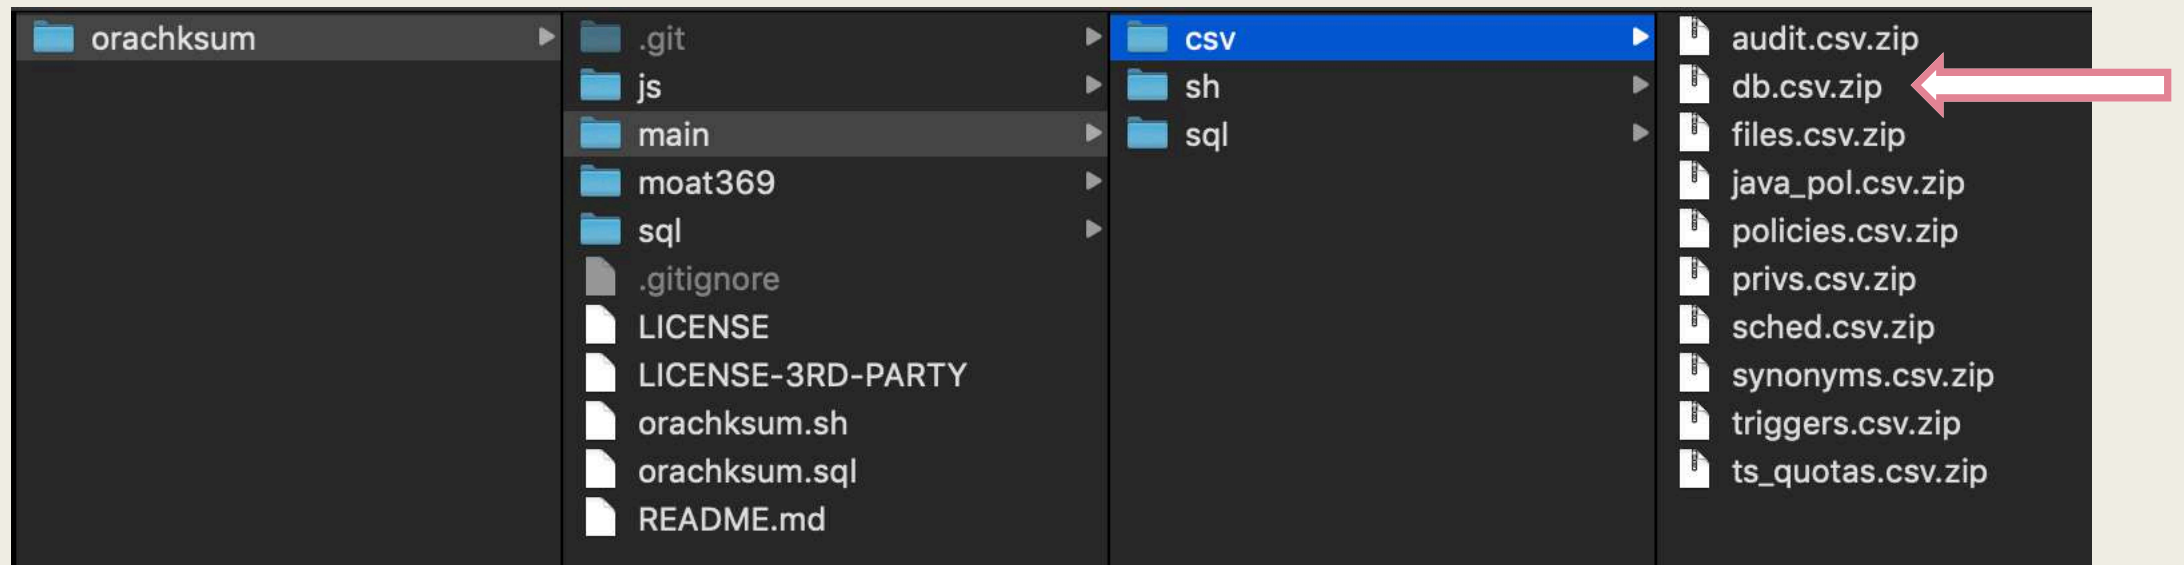 orachksum
.git
js
main
moat369
sql
.gitignore
LICENSE
LICENSE-3RD-PARTY
orachksum.sh
orachksum.sql
README.md
csv
sh
sql
audit.csv.zip
db.csv.zip
files.csv.zip
java_pol.csv.zip
policies.csv.zip
privs.csv.zip
sched.csv.zip
synonyms.csv.zip
triggers.csv.zip
ts_quotas.csv.zip